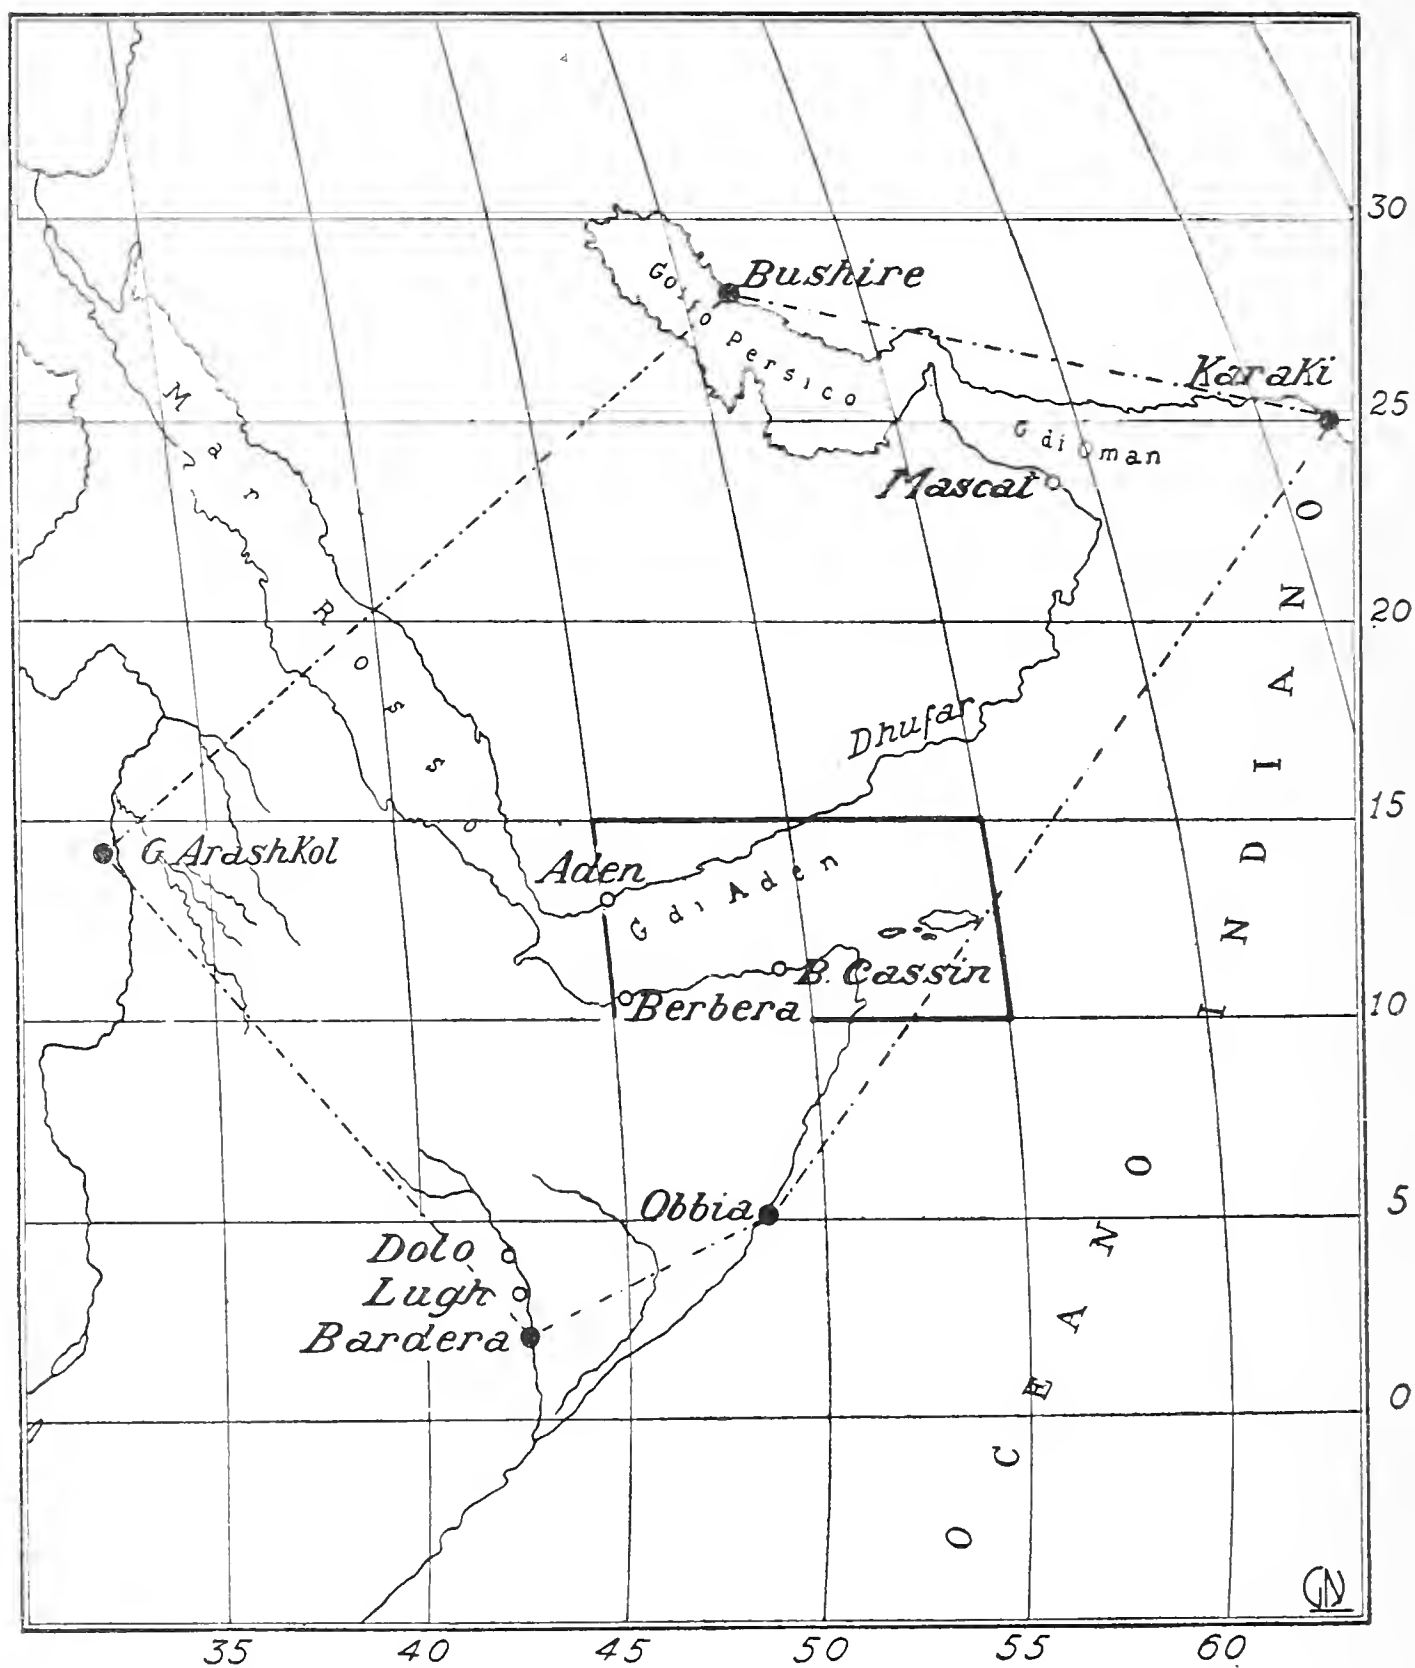 30
Bushire
Golfo Persico
Karaki
25
Mar Rosso
G di Oman
Mascat
20
Dhufar
15
G. Arashkol
Aden
G di Aden
B. Cassin
Berbera
10
OCEANO INDIANO
Obbia
5
Dolo
Lugh
Bardera
0
GN
35 40 45 50 55 60